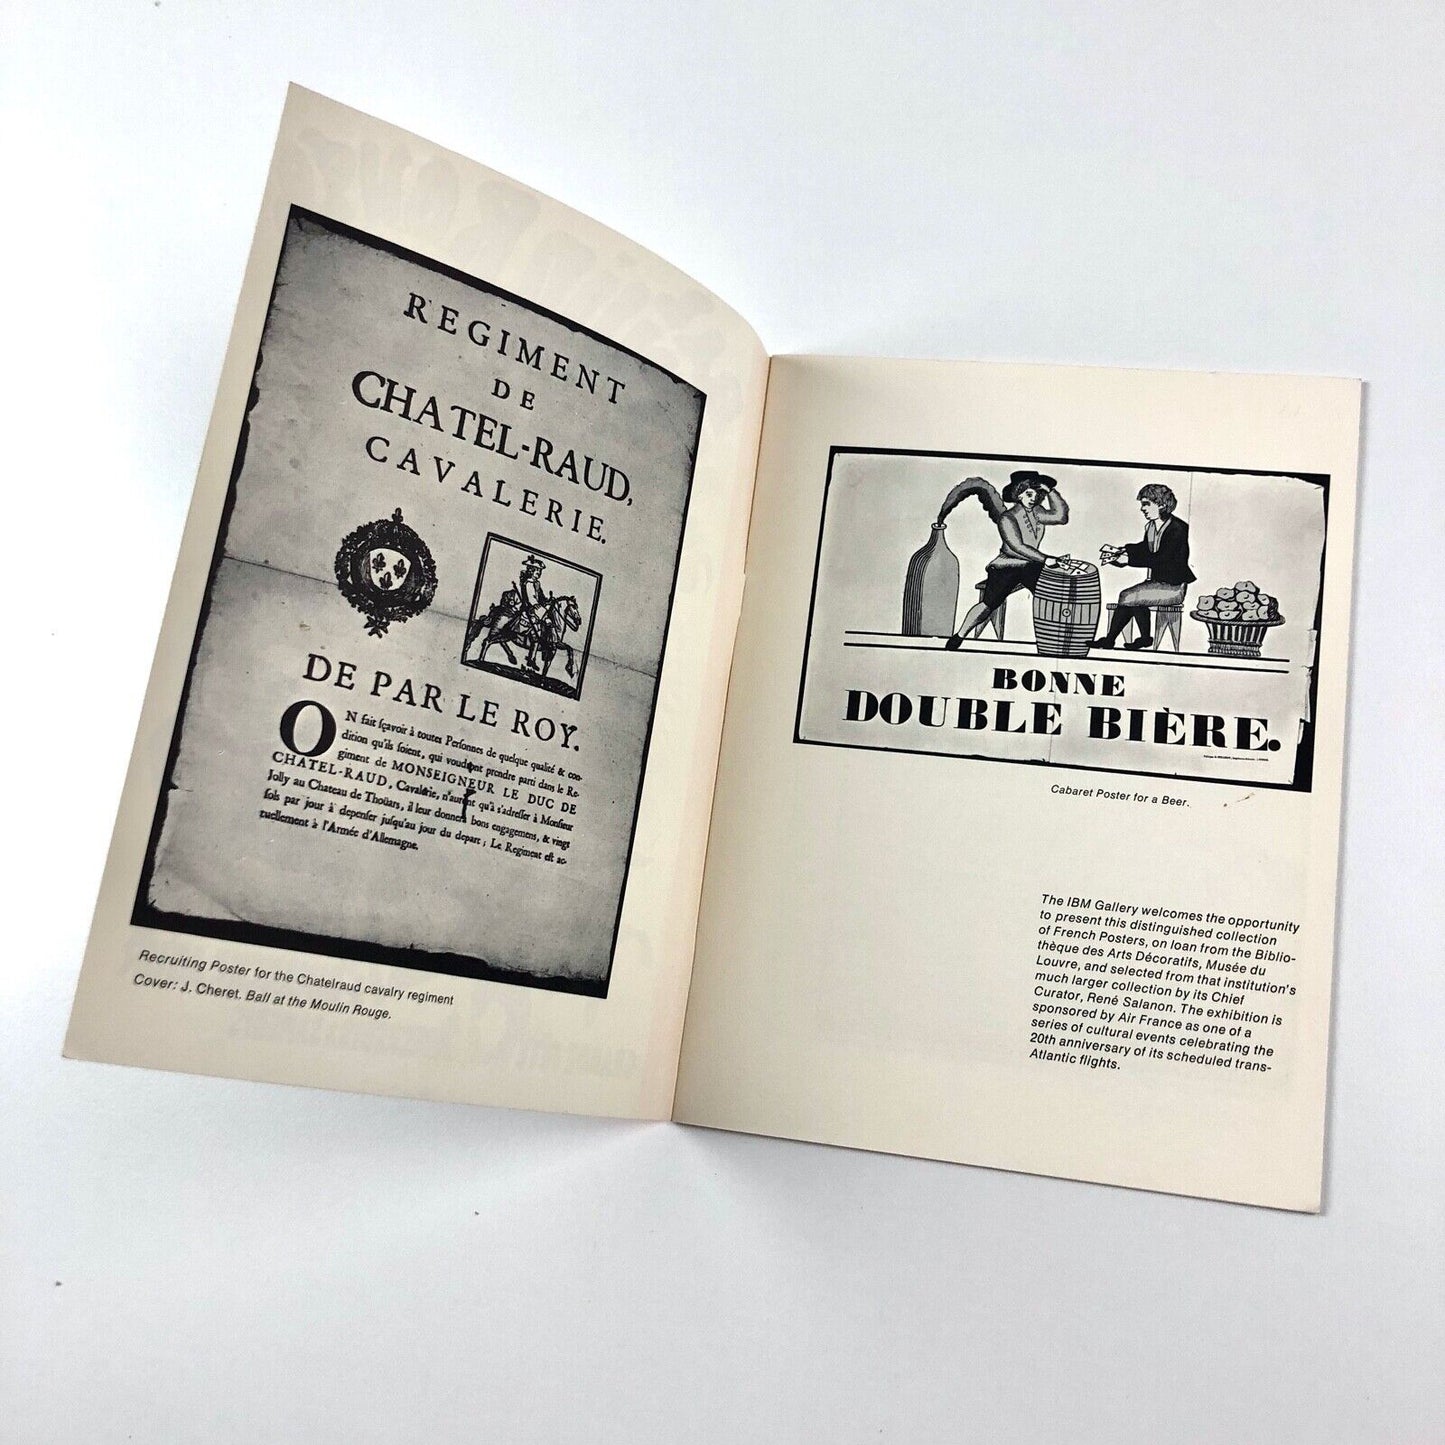 REGIMENT
DE
CHATEL-RAUD,
CAVALERIE.
DE PAR LE ROY.
ON fait ſçavoir à toutes Perſonnes de quelque qualité & con-
dition qu'ils ſoient, qui voudront prendre parti dans le Re-
giment de MONSEIGNEUR LE DUC DE
CHATEL-RAUD, Cavalerie, n'auront qu'à s'adreſſer à Monſieur
Jolly au Chateau de Thoüars, il leur donnera bons engagemens, & vingt
ſols par jour à depenſer juſqu'au jour du depart; Le Regiment eſt ac-
tuellement à l'Armée d'Allemagne.
Recruiting Poster for the Chatelraud cavalry regiment
Cover: J. Cheret. Ball at the Moulin Rouge.
BONNE
DOUBLE BIÈRE.
Cabaret Poster for a Beer.
The IBM Gallery welcomes the opportunity
to present this distinguished collection
of French Posters, on loan from the Biblio-
thèque des Arts Décoratifs, Musée du
Louvre, and selected from that institution's
much larger collection by its Chief
Curator, René Salanon. The exhibition is
sponsored by Air France as one of a
series of cultural events celebrating the
20th anniversary of its scheduled trans-
Atlantic flights.